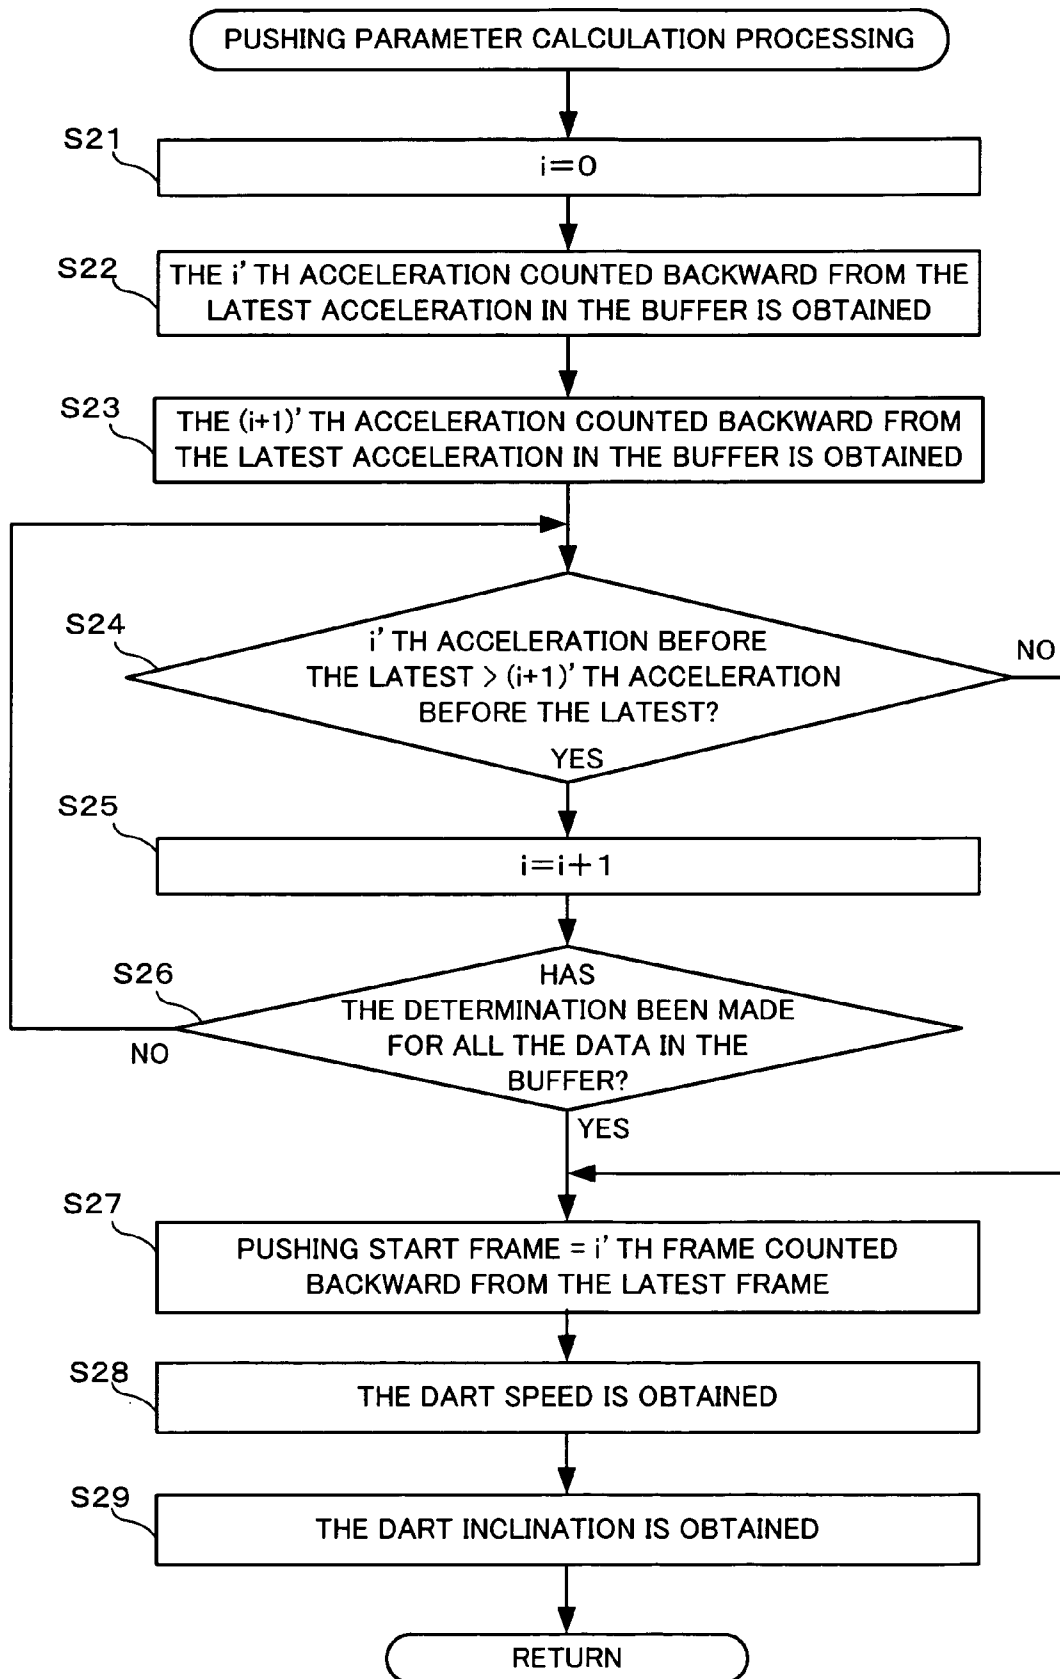 PUSHING PARAMETER CALCULATION PROCESSING
S21
i=0
S22
THE i' TH ACCELERATION COUNTED BACKWARD FROM THE
LATEST ACCELERATION IN THE BUFFER IS OBTAINED
S23
THE (i+1)' TH ACCELERATION COUNTED BACKWARD FROM
THE LATEST ACCELERATION IN THE BUFFER IS OBTAINED
S24
i' TH ACCELERATION BEFORE
THE LATEST > (i+1)' TH ACCELERATION
BEFORE THE LATEST?
NO
YES
S25
i=i+1
S26
HAS
THE DETERMINATION BEEN MADE
FOR ALL THE DATA IN THE
BUFFER?
NO
YES
S27
PUSHING START FRAME = i' TH FRAME COUNTED
BACKWARD FROM THE LATEST FRAME
S28
THE DART SPEED IS OBTAINED
S29
THE DART INCLINATION IS OBTAINED
RETURN